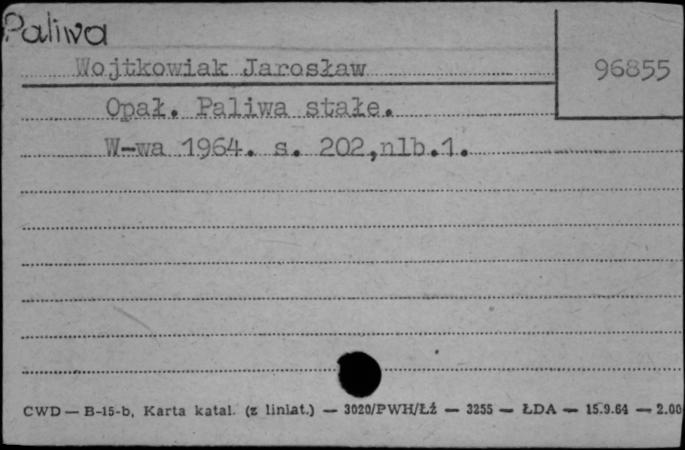 Paliwa
Wojtkowiak Jarosław
96855
Opał. Paliwa stałe.
W-wa 1964. s. 202,nlb.1.
CWD — B-15-b, Karta katal. (z liniat.) — 3020/PWH/Łź — 3255 — ŁDA — 15.9.64 — 2.00